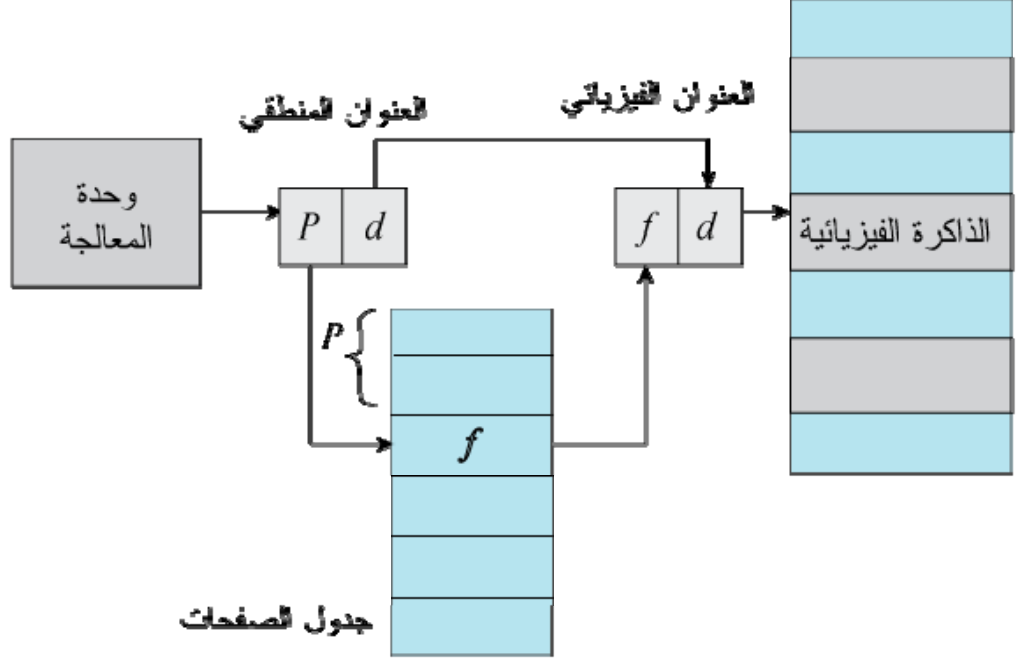 العنوان المنطقي
العنوان الفيزيائي
وحدة
المعالجة
P d
f d
الذاكرة الفيزيائية
P
f
جدول الصفحات